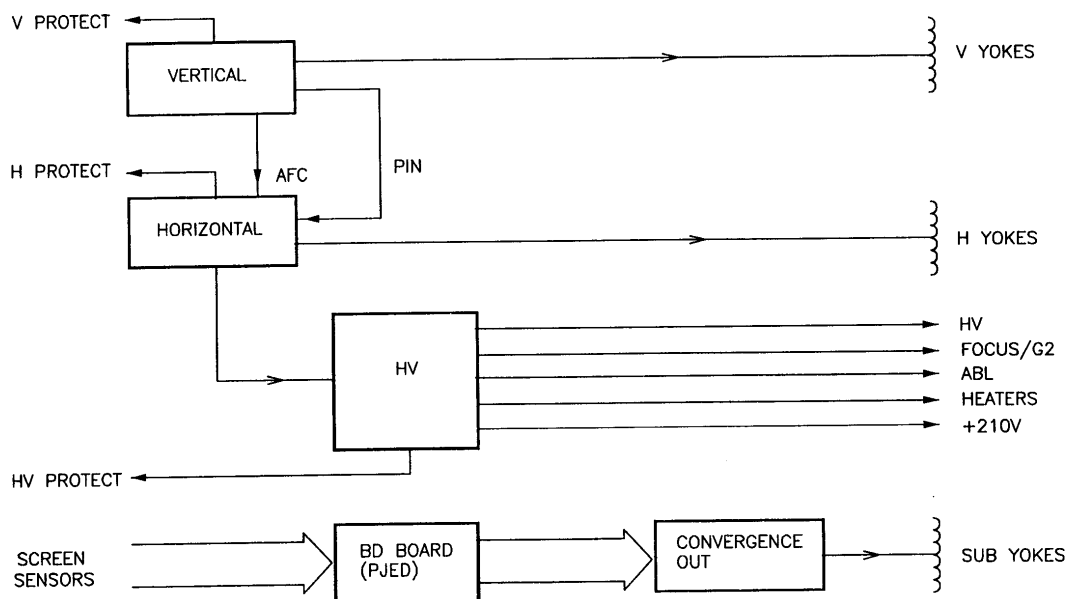 V PROTECT
VERTICAL
V YOKES
H PROTECT
AFC
PIN
HORIZONTAL
H YOKES
HV
HV
FOCUS/G2
ABL
HEATERS
+210V
HV PROTECT
SCREEN
SENSORS
BD BOARD
(PJED)
CONVERGENCE
OUT
SUB YOKES